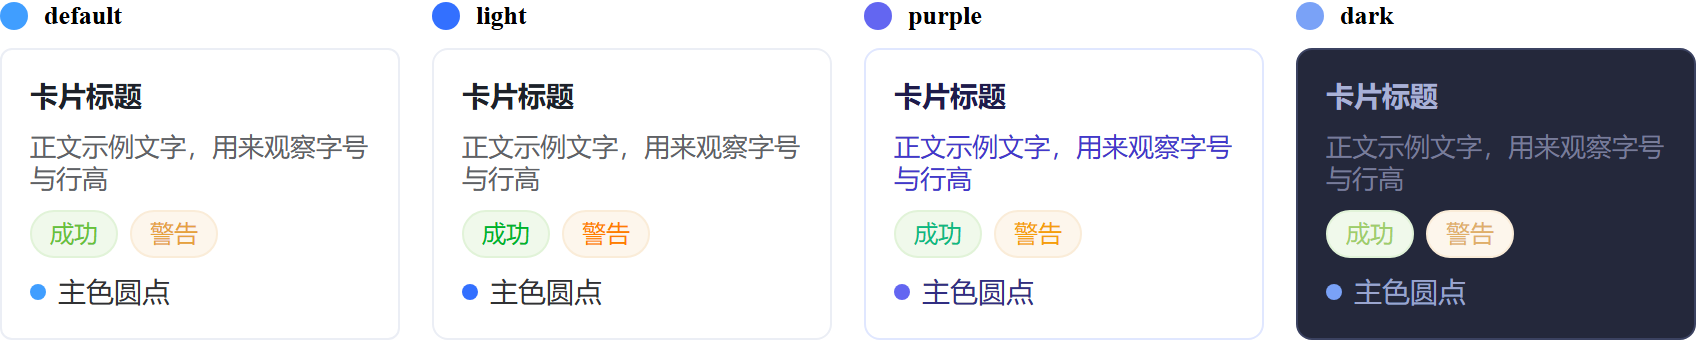 default
卡片标题
正文示例文字，用来观察字号
与行高
成功 警告
主色圆点
light
卡片标题
正文示例文字，用来观察字号
与行高
成功 警告
主色圆点
purple
卡片标题
正文示例文字，用来观察字号
与行高
成功 警告
主色圆点
dark
卡片标题
正文示例文字，用来观察字号
与行高
成功 警告
主色圆点